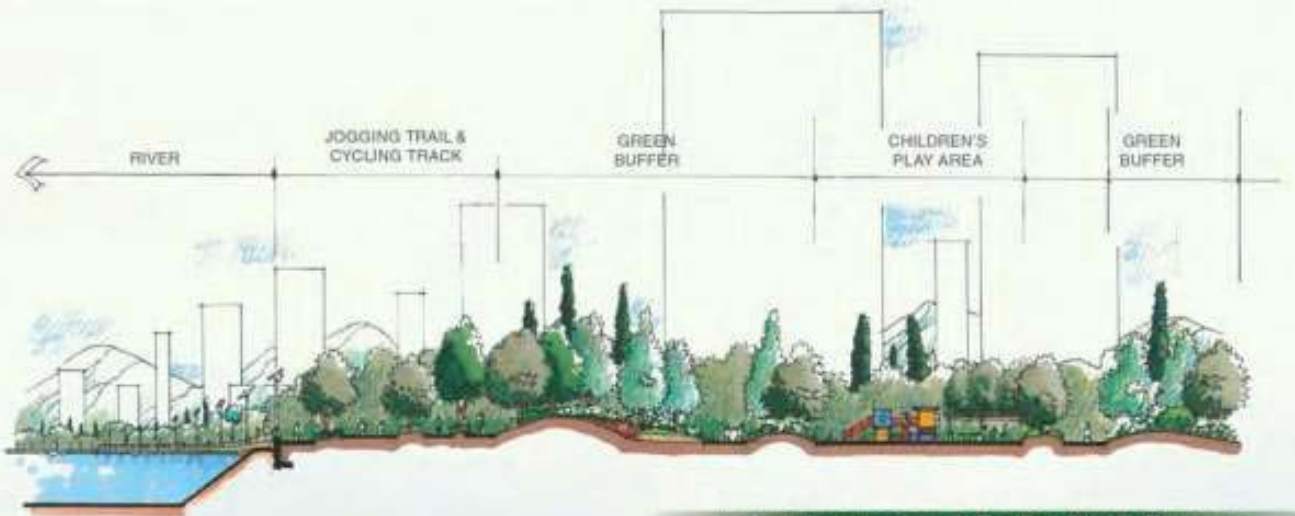 RIVER
JOGGING TRAIL &
CYCLING TRACK
GREEN
BUFFER
CHILDREN'S
PLAY AREA
GREEN
BUFFER